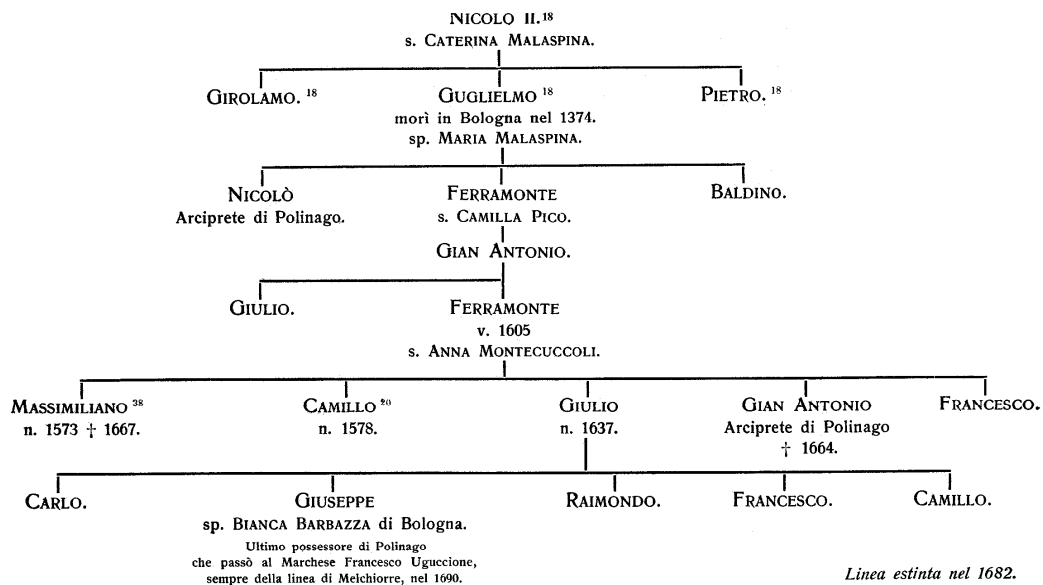 NICOLO II.¹⁸
s. CATERINA MALASPINA.
GIROLAMO. ¹⁸
GUGLIELMO ¹⁸
PIETRO. ¹⁸
morì in Bologna nel 1374.
sp. MARIA MALASPINA.
NICOLÒ
FERRAMONTE
BALDINO.
Arciprete di Polinago.
s. CAMILLA PICO.
GIAN ANTONIO.
GIULIO.
FERRAMONTE
v. 1605
s. ANNA MONTECUCCOLI.
MASSIMILIANO ³⁸
CAMILLO ²⁰
GIULIO
GIAN ANTONIO
FRANCESCO.
n. 1573 † 1667.
n. 1578.
n. 1637.
Arciprete di Polinago
† 1664.
CARLO.
GIUSEPPE
RAIMONDO.
FRANCESCO.
CAMILLO.
sp. BIANCA BARBAZZA di Bologna.
Ultimo possessore di Polinago
che passò al Marchese Francesco Uguccione,
sempre della linea di Melchiorre, nel 1690.
Linea estinta nel 1682.